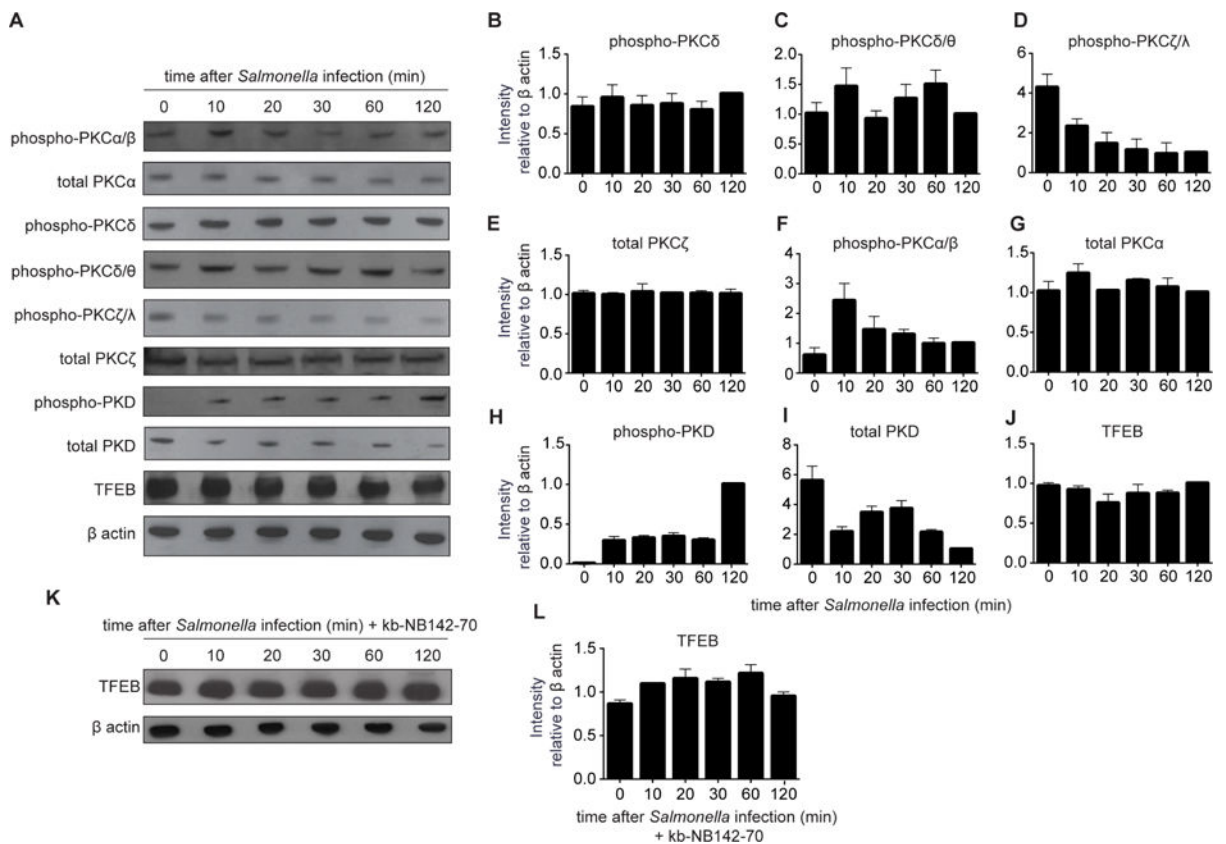 A
time after Salmonella infection (min)
0 10 20 30 60 120
phospho-PKCα/β
total PKCα
phospho-PKCδ
phospho-PKCδ/θ
phospho-PKCζ/λ
total PKCζ
phospho-PKD
total PKD
TFEB
β actin
B
phospho-PKCδ
Intensity
relative to β actin
1.5
1.0
0.5
0.0
0 10 20 30 60 120
C
phospho-PKCδ/θ
2.0
1.5
1.0
0.5
0.0
0 10 20 30 60 120
D
phospho-PKCζ/λ
6
4
2
0
0 10 20 30 60 120
E
total PKCζ
Intensity
relative to β actin
1.5
1.0
0.5
0.0
0 10 20 30 60 120
F
phospho-PKCα/β
4
3
2
1
0
0 10 20 30 60 120
G
total PKCα
1.5
1.0
0.5
0.0
0 10 20 30 60 120
H
phospho-PKD
Intensity
relative to β actin
1.5
1.0
0.5
0.0
0 10 20 30 60 120
I
total PKD
8
6
4
2
0
0 10 20 30 60 120
J
TFEB
1.5
1.0
0.5
0.0
0 10 20 30 60 120
time after Salmonella infection (min)
K
time after Salmonella infection (min) + kb-NB142-70
0 10 20 30 60 120
TFEB
β actin
L
TFEB
Intensity
relative to β actin
1.5
1.0
0.5
0.0
0 10 20 30 60 120
time after Salmonella infection (min)
+ kb-NB142-70